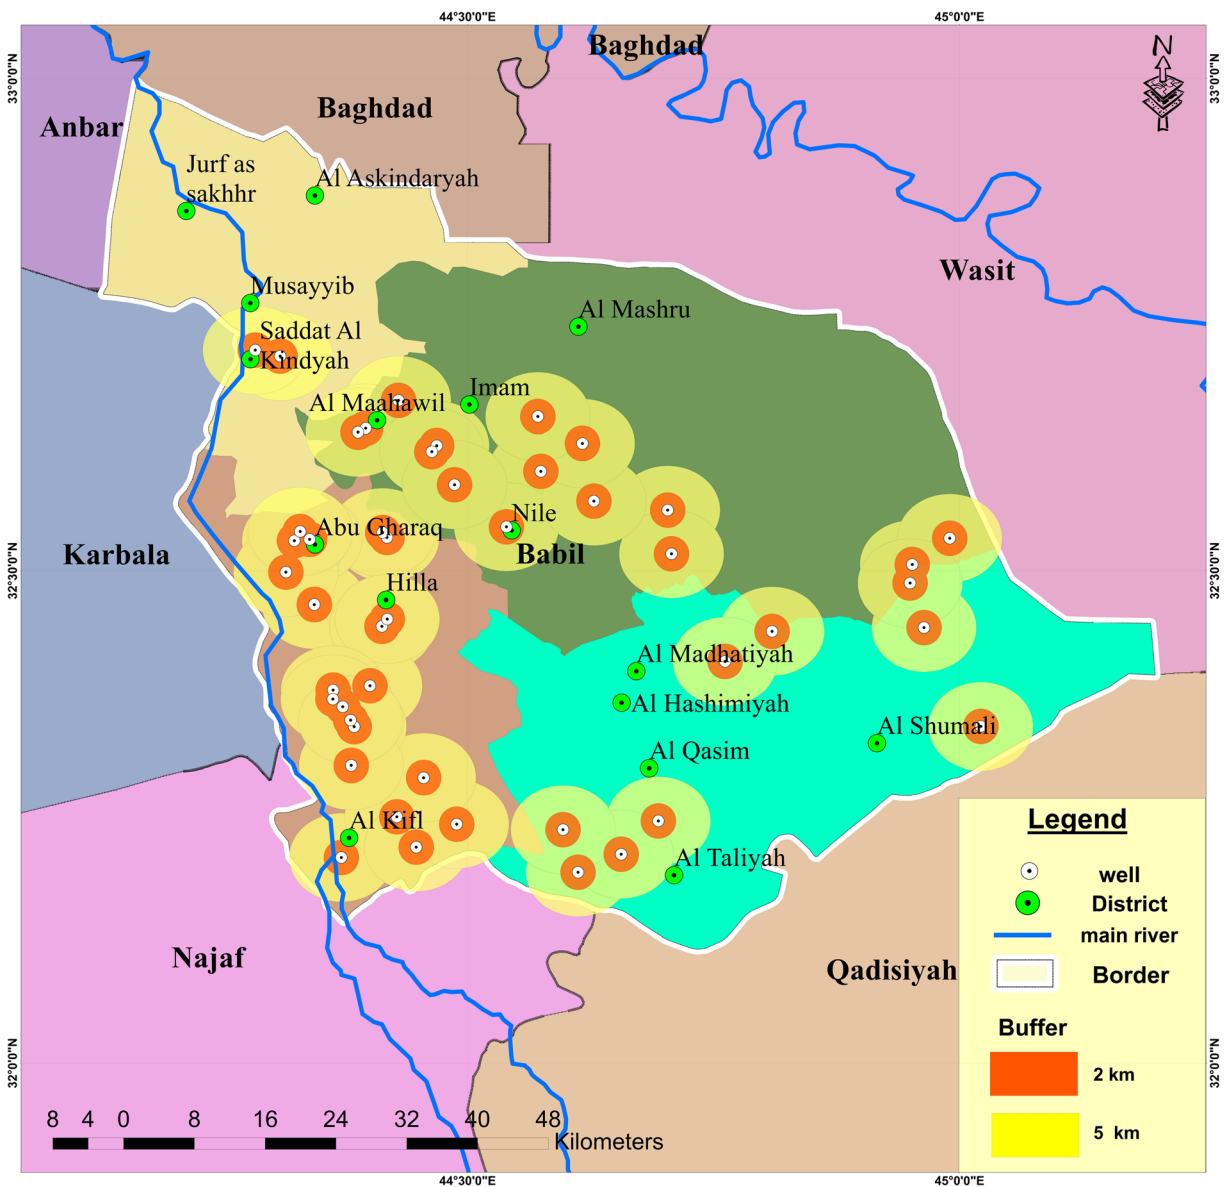 44°30'0"E
45°0'0"E
33°0'0"N
33°0'0"N
N
Baghdad
Baghdad
Anbar
Jurf as
sakhhr
Al Askindaryah
Wasit
Musayyib
Al Mashru
Saddat Al
Kindyah
Imam
Al Maahawil
Nile
Abu Gharaq
Karbala
Babil
32°30'0"N
32°30'0"N
Hilla
Al Madhatiyah
Al Hashimiyah
Al Shumali
Al Qasim
Al Kifl
Al Taliyah
Najaf
Qadisiyah
Legend
well
District
main river
Border
Buffer
2 km
5 km
32°0'0"N
32°0'0"N
8 4 0 8 16 24 32 40 48
Kilometers
44°30'0"E
45°0'0"E